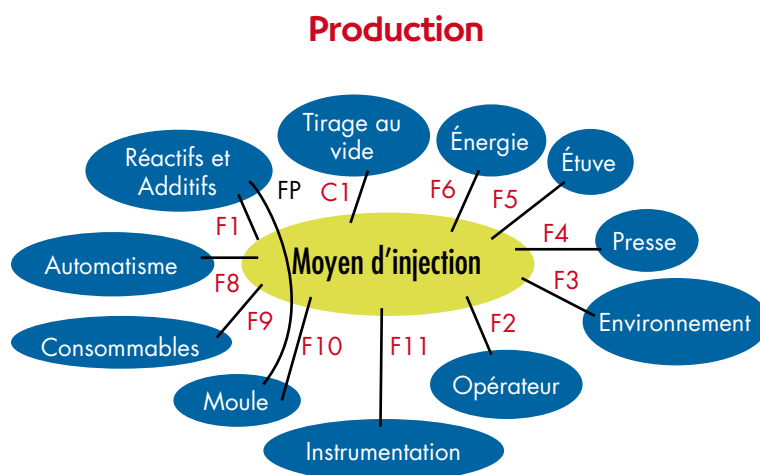 Production
Tirage au
vide
Énergie
Étuve
Réactifs et
Additifs
FP
C1
F6
F5
F1
F4
Presse
Automatisme
Moyen d'injection
F8
F3
F9
Environnement
Consommables
F10
F11
F2
Opérateur
Moule
Instrumentation